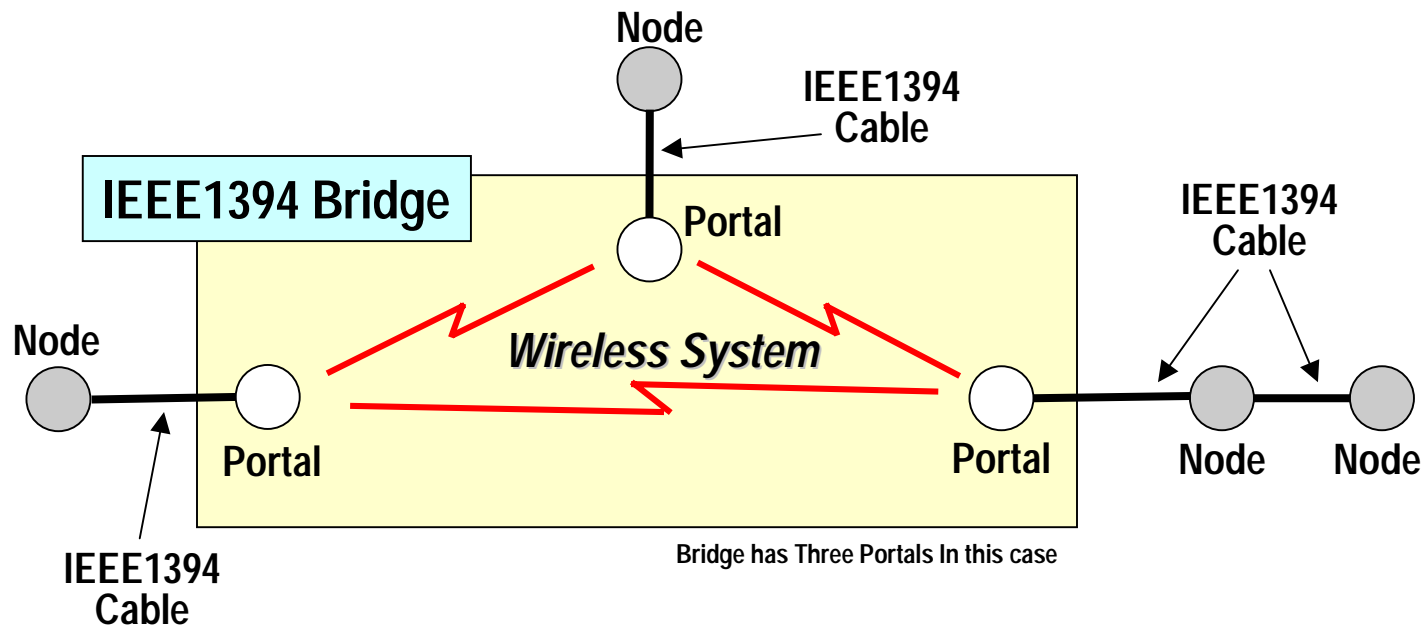 Node
IEEE1394
Cable
IEEE1394 Bridge
IEEE1394
Cable
Portal
Node
Wireless System
Portal
Portal
Node
Node
IEEE1394
Cable
Bridge has Three Portals In this case